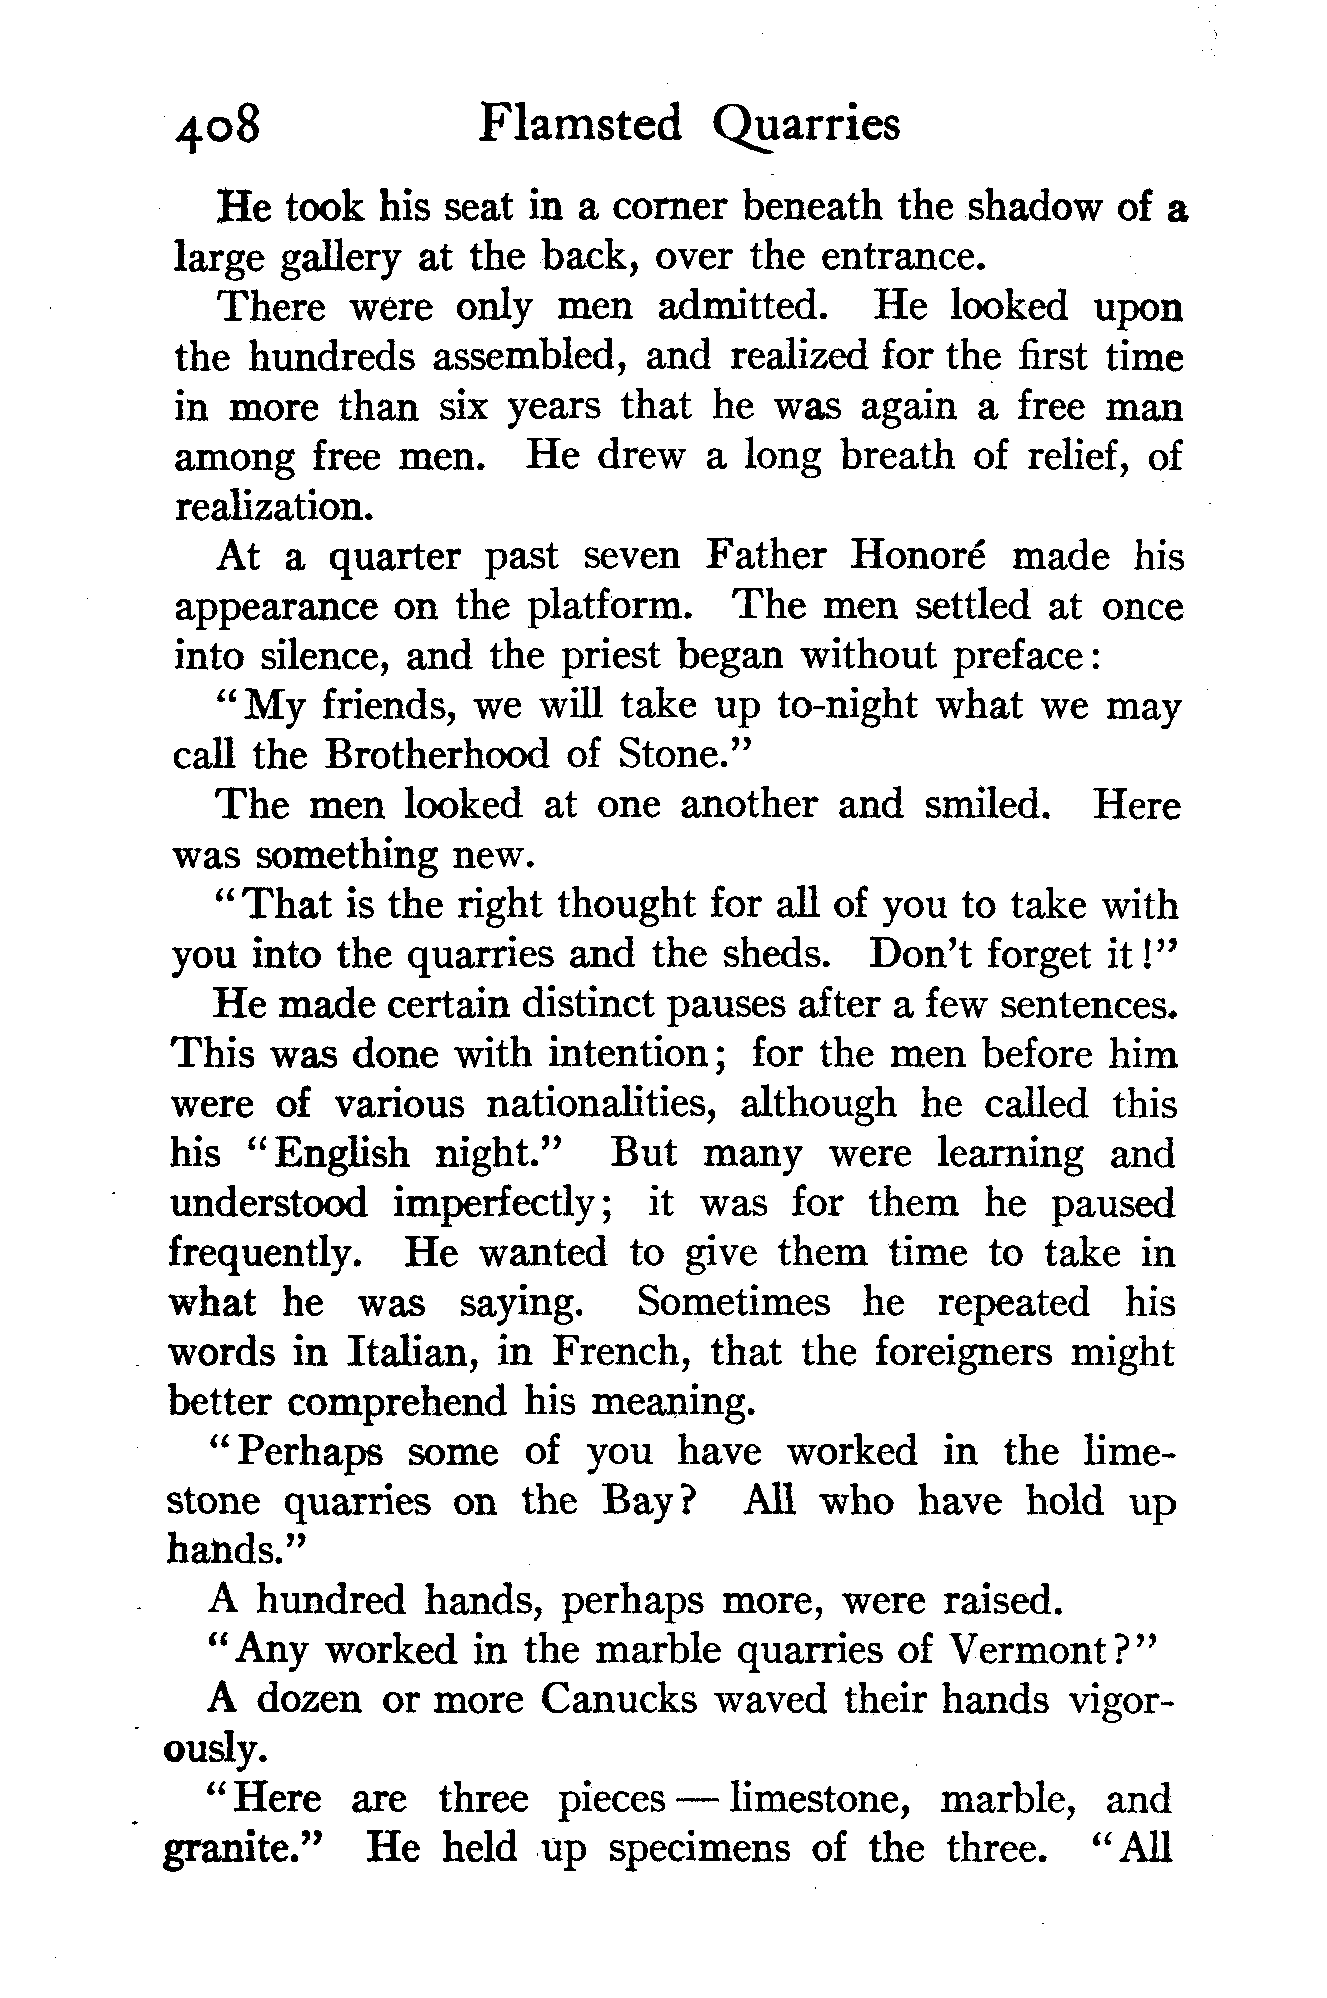 408 Flamsted Quarries
He took his seat in a corner beneath the shadow of a
large gallery at the back, over the entrance.
There were only men admitted. He looked upon
the hundreds assembled, and realized for the first time
in more than six years that he was again a free man
among free men. He drew a long breath of relief, of
realization.
At a quarter past seven Father Honoré made his
appearance on the platform. The men settled at once
into silence, and the priest began without preface:
"My friends, we will take up to-night what we may
call the Brotherhood of Stone."
The men looked at one another and smiled. Here
was something new.
"That is the right thought for all of you to take with
you into the quarries and the sheds. Don't forget it!"
He made certain distinct pauses after a few sentences.
This was done with intention; for the men before him
were of various nationalities, although he called this
his "English night." But many were learning and
understood imperfectly; it was for them he paused
frequently. He wanted to give them time to take in
what he was saying. Sometimes he repeated his
words in Italian, in French, that the foreigners might
better comprehend his meaning.
"Perhaps some of you have worked in the lime-
stone quarries on the Bay? All who have hold up
hands."
A hundred hands, perhaps more, were raised.
"Any worked in the marble quarries of Vermont?"
A dozen or more Canucks waved their hands vigor-
ously.
"Here are three pieces — limestone, marble, and
granite." He held up specimens of the three. "All